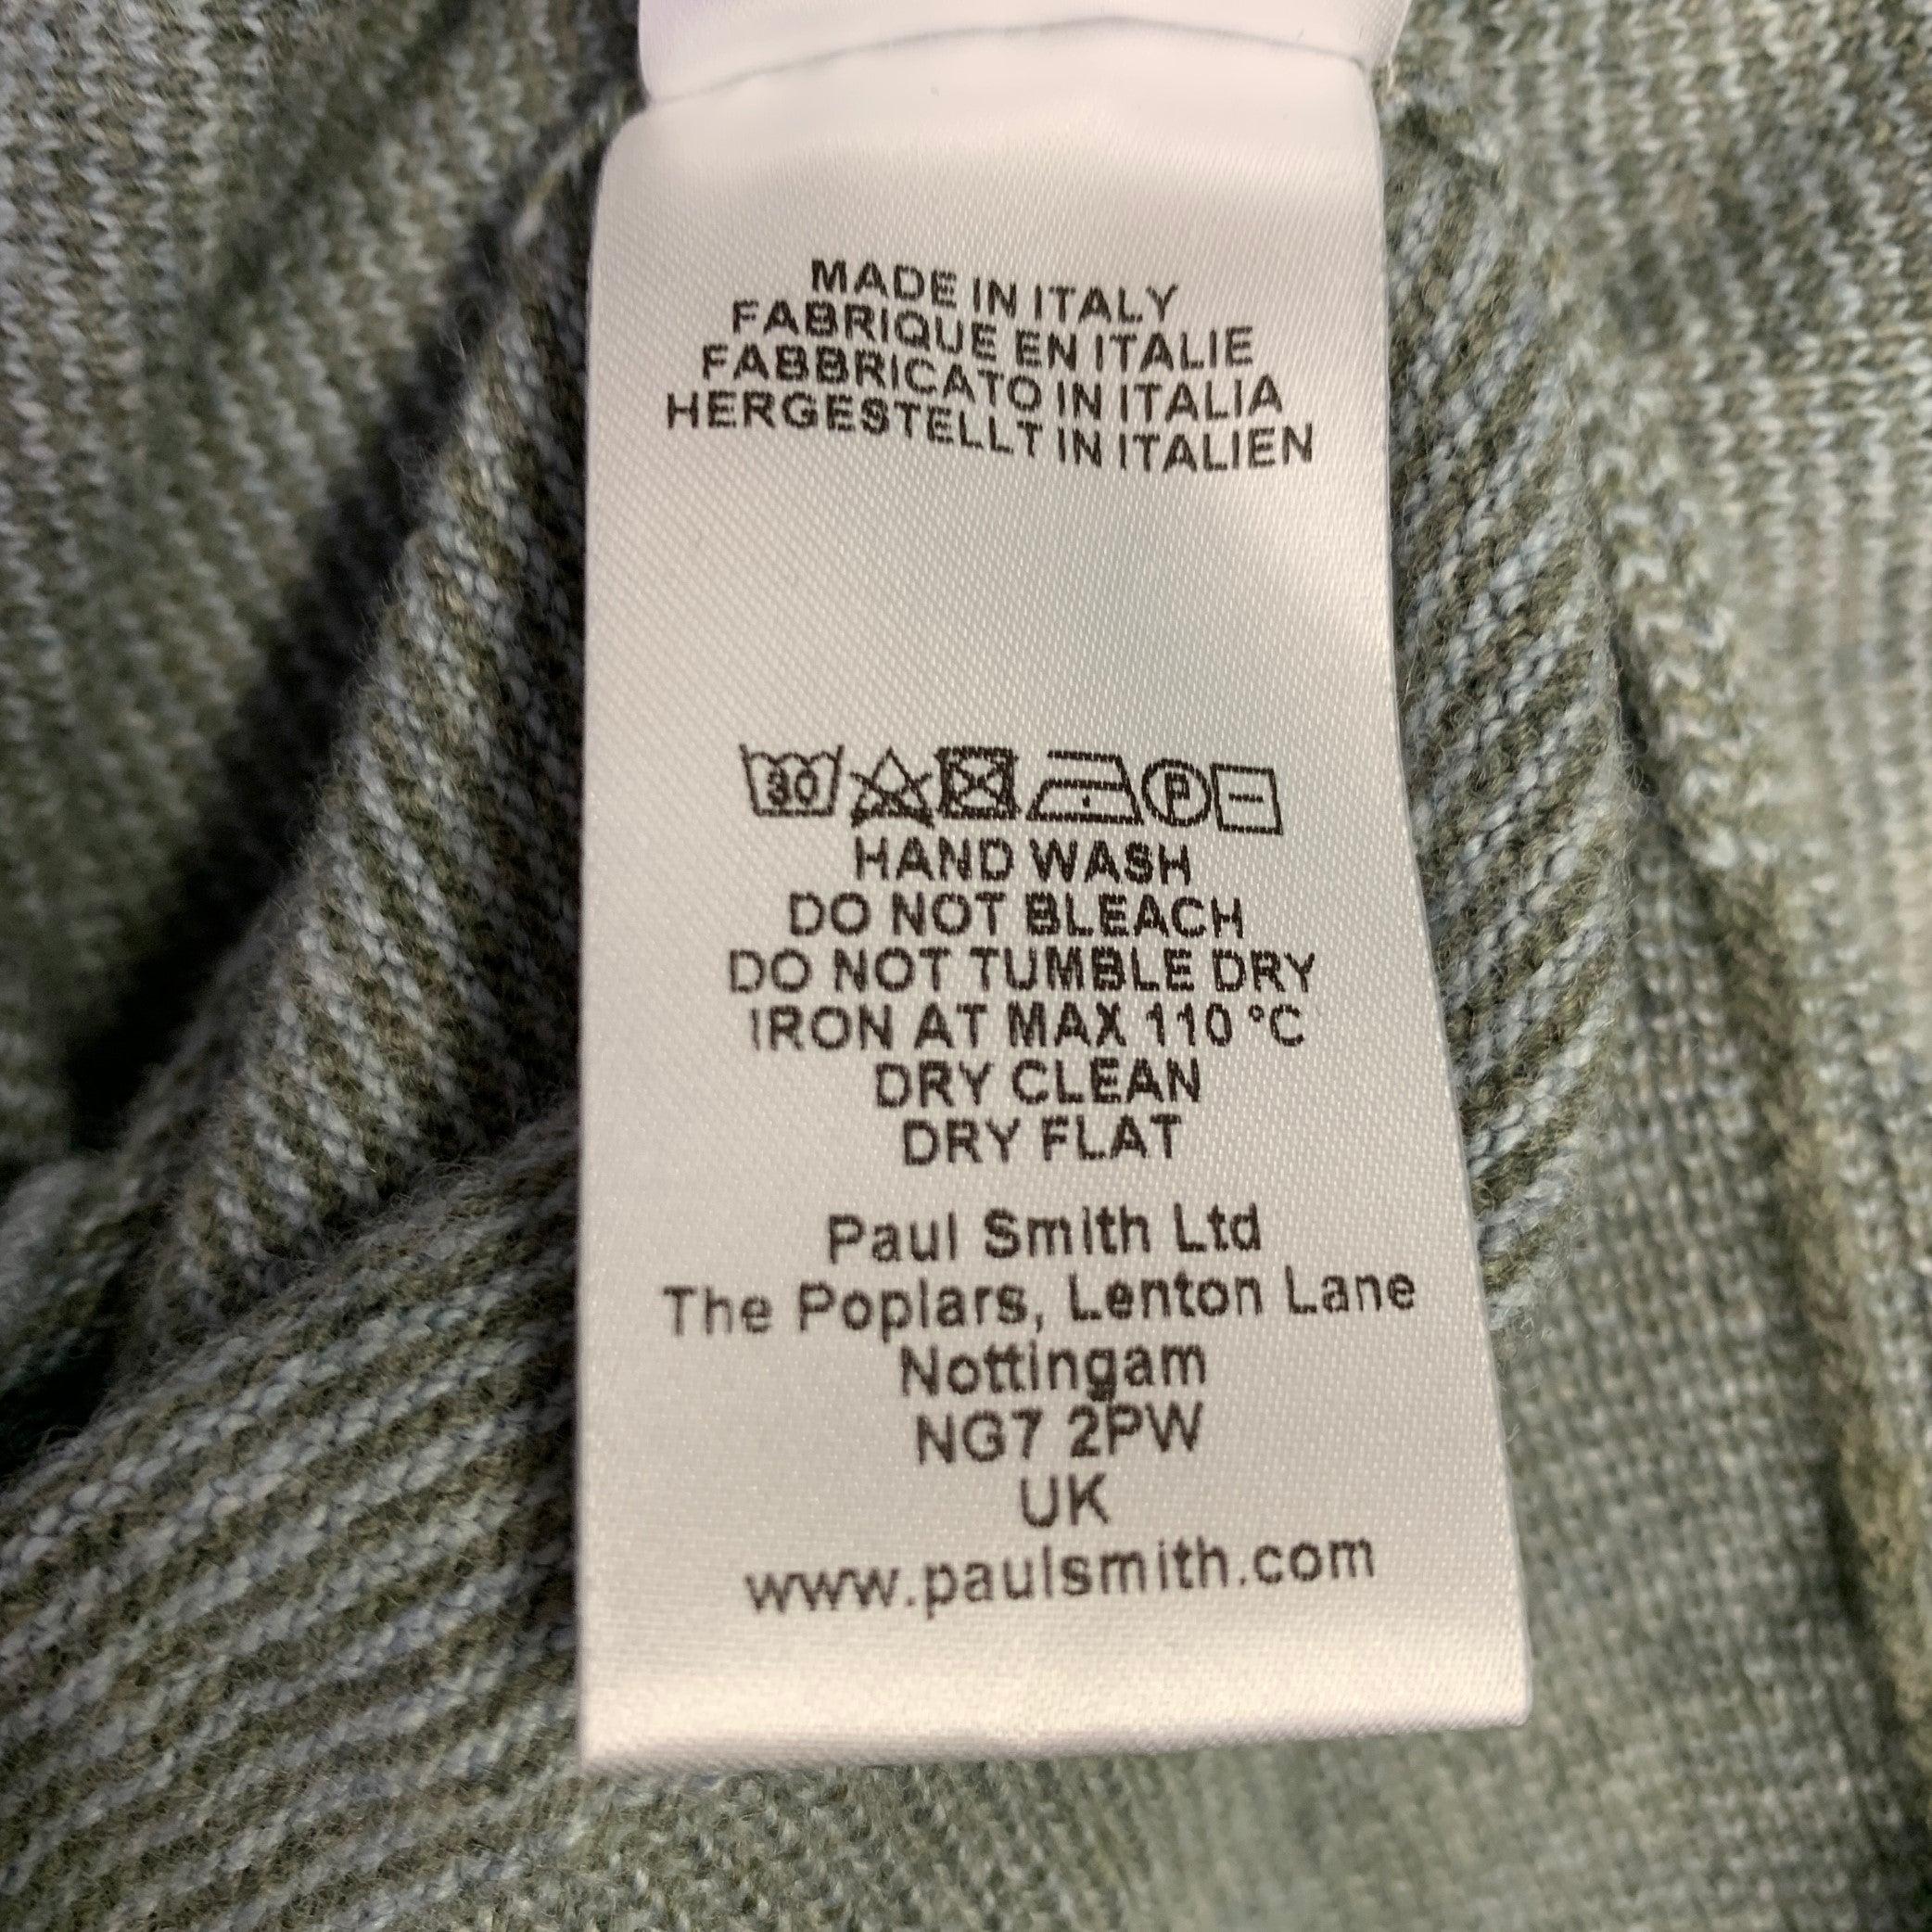 MADE IN ITALY
FABRIQUE EN ITALIE
FABBRICATO IN ITALIA
HERGESTELLT IN ITALIEN
30 P
HAND WASH
DO NOT BLEACH
DO NOT TUMBLE DRY
IRON AT MAX 110 °C
DRY CLEAN
DRY FLAT
Paul Smith Ltd
The Poplars, Lenton Lane
Nottingam
NG7 2PW
UK
www.paulsmith.com